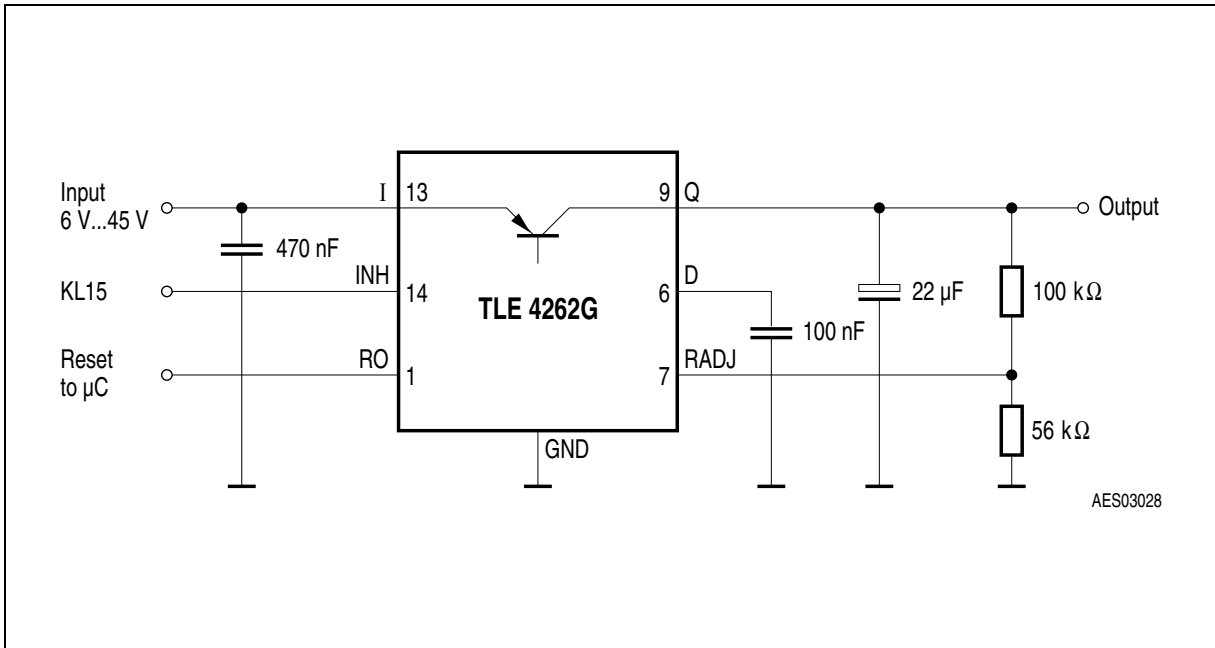 Input
6 V...45 V
I
13
9
Q
Output
470 nF
KL15
INH
14
TLE 4262G
D
6
100 nF
22 µF
100 kΩ
Reset
to µC
RO
1
RADJ
7
56 kΩ
GND
AES03028